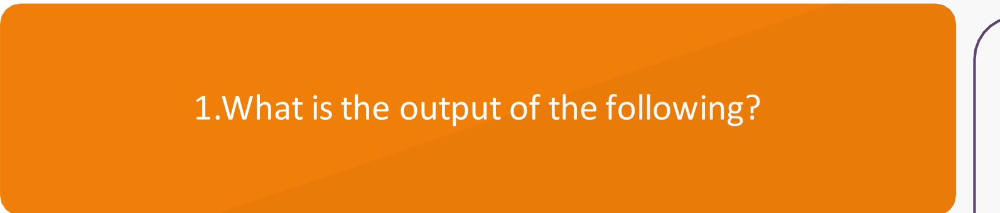 1.What is the output of the following?